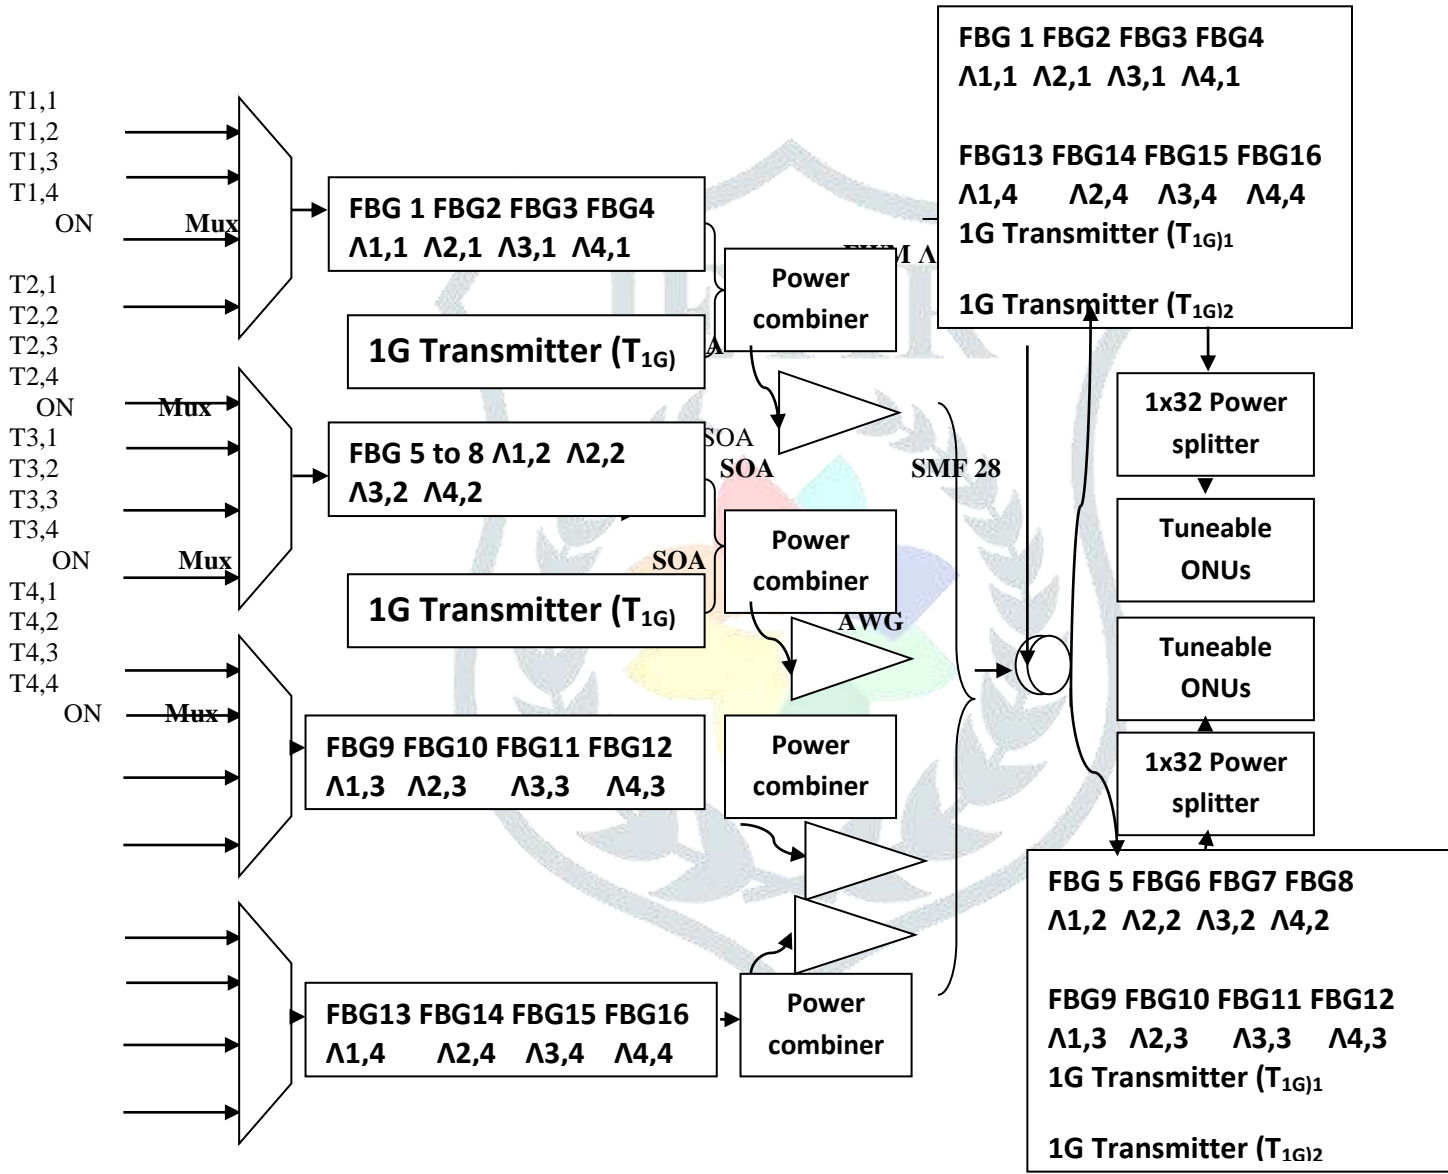 T1,1
T1,2
T1,3
T1,4
ON Mux
T2,1
T2,2
T2,3
T2,4
ON Mux
T3,1
T3,2
T3,3
T3,4
ON Mux
T4,1
T4,2
T4,3
T4,4
ON Mux
FBG 1 FBG2 FBG3 FBG4
Λ1,1 Λ2,1 Λ3,1 Λ4,1
1G Transmitter (T1G)
Power
combiner
SOA
SOA
FBG 5 to 8 Λ1,2 Λ2,2
Λ3,2 Λ4,2
SOA
1G Transmitter (T1G)
Power
combiner
AWG
FBG9 FBG10 FBG11 FBG12
Λ1,3 Λ2,3 Λ3,3 Λ4,3
Power
combiner
FBG13 FBG14 FBG15 FBG16
Λ1,4 Λ2,4 Λ3,4 Λ4,4
Power
combiner
SMF 28
FBG 1 FBG2 FBG3 FBG4
Λ1,1 Λ2,1 Λ3,1 Λ4,1
FBG13 FBG14 FBG15 FBG16
Λ1,4 Λ2,4 Λ3,4 Λ4,4
1G Transmitter (T1G)1
1G Transmitter (T1G)2
1x32 Power
splitter
Tuneable
ONUs
Tuneable
ONUs
1x32 Power
splitter
FBG 5 FBG6 FBG7 FBG8
Λ1,2 Λ2,2 Λ3,2 Λ4,2
FBG9 FBG10 FBG11 FBG12
Λ1,3 Λ2,3 Λ3,3 Λ4,3
1G Transmitter (T1G)1
1G Transmitter (T1G)2